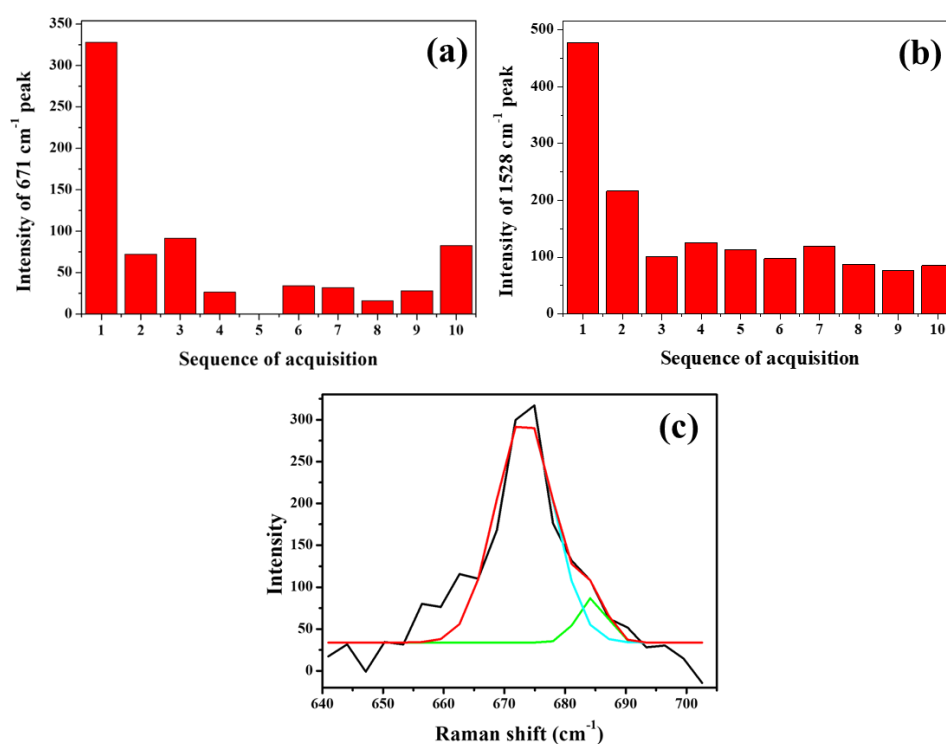 (a)
Intensity of 671 cm⁻¹ peak
350
300
250
200
150
100
50
0
1 2 3 4 5 6 7 8 9 10
Sequence of acquisition
(b)
Intensity of 1528 cm⁻¹ peak
500
400
300
200
100
0
1 2 3 4 5 6 7 8 9 10
Sequence of acquisition
(c)
Intensity
300
250
200
150
100
50
0
640 650 660 670 680 690 700
Raman shift (cm⁻¹)